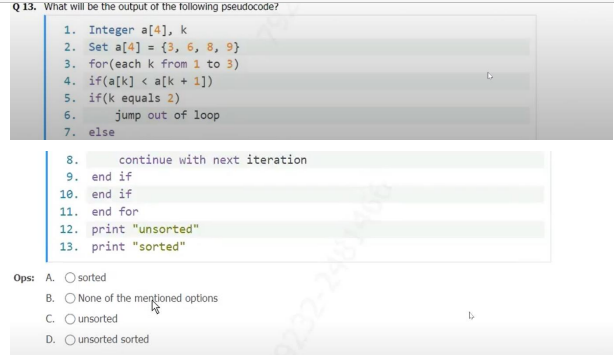 Q 13. What will be the output of the following pseudocode?
1. Integer a[4], k
2. Set a[4] = {3, 6, 8, 9}
3. for(each k from 1 to 3)
4. if(a[k] < a[k + 1])
5. if(k equals 2)
6. jump out of loop
7. else
8. continue with next iteration
9. end if
10. end if
11. end for
12. print "unsorted"
13. print "sorted"
Ops: A. sorted
B. None of the mentioned options
C. unsorted
D. unsorted sorted